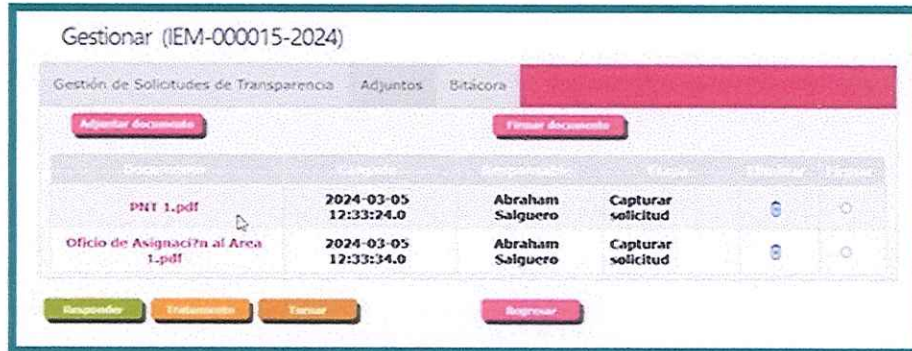 Gestionar (IEM-000015-2024)
Gestión de Solicitudes de Transparencia Adjuntos Bitácora
Adjuntar documento Firmar documento
PNT 1.pdf 2024-03-05 12:33:24.0 Abraham Salguero Capturar solicitud
Oficio de Asignaci?n al Area 1.pdf 2024-03-05 12:33:34.0 Abraham Salguero Capturar solicitud
Responder Tratamiento Turnar Regresar